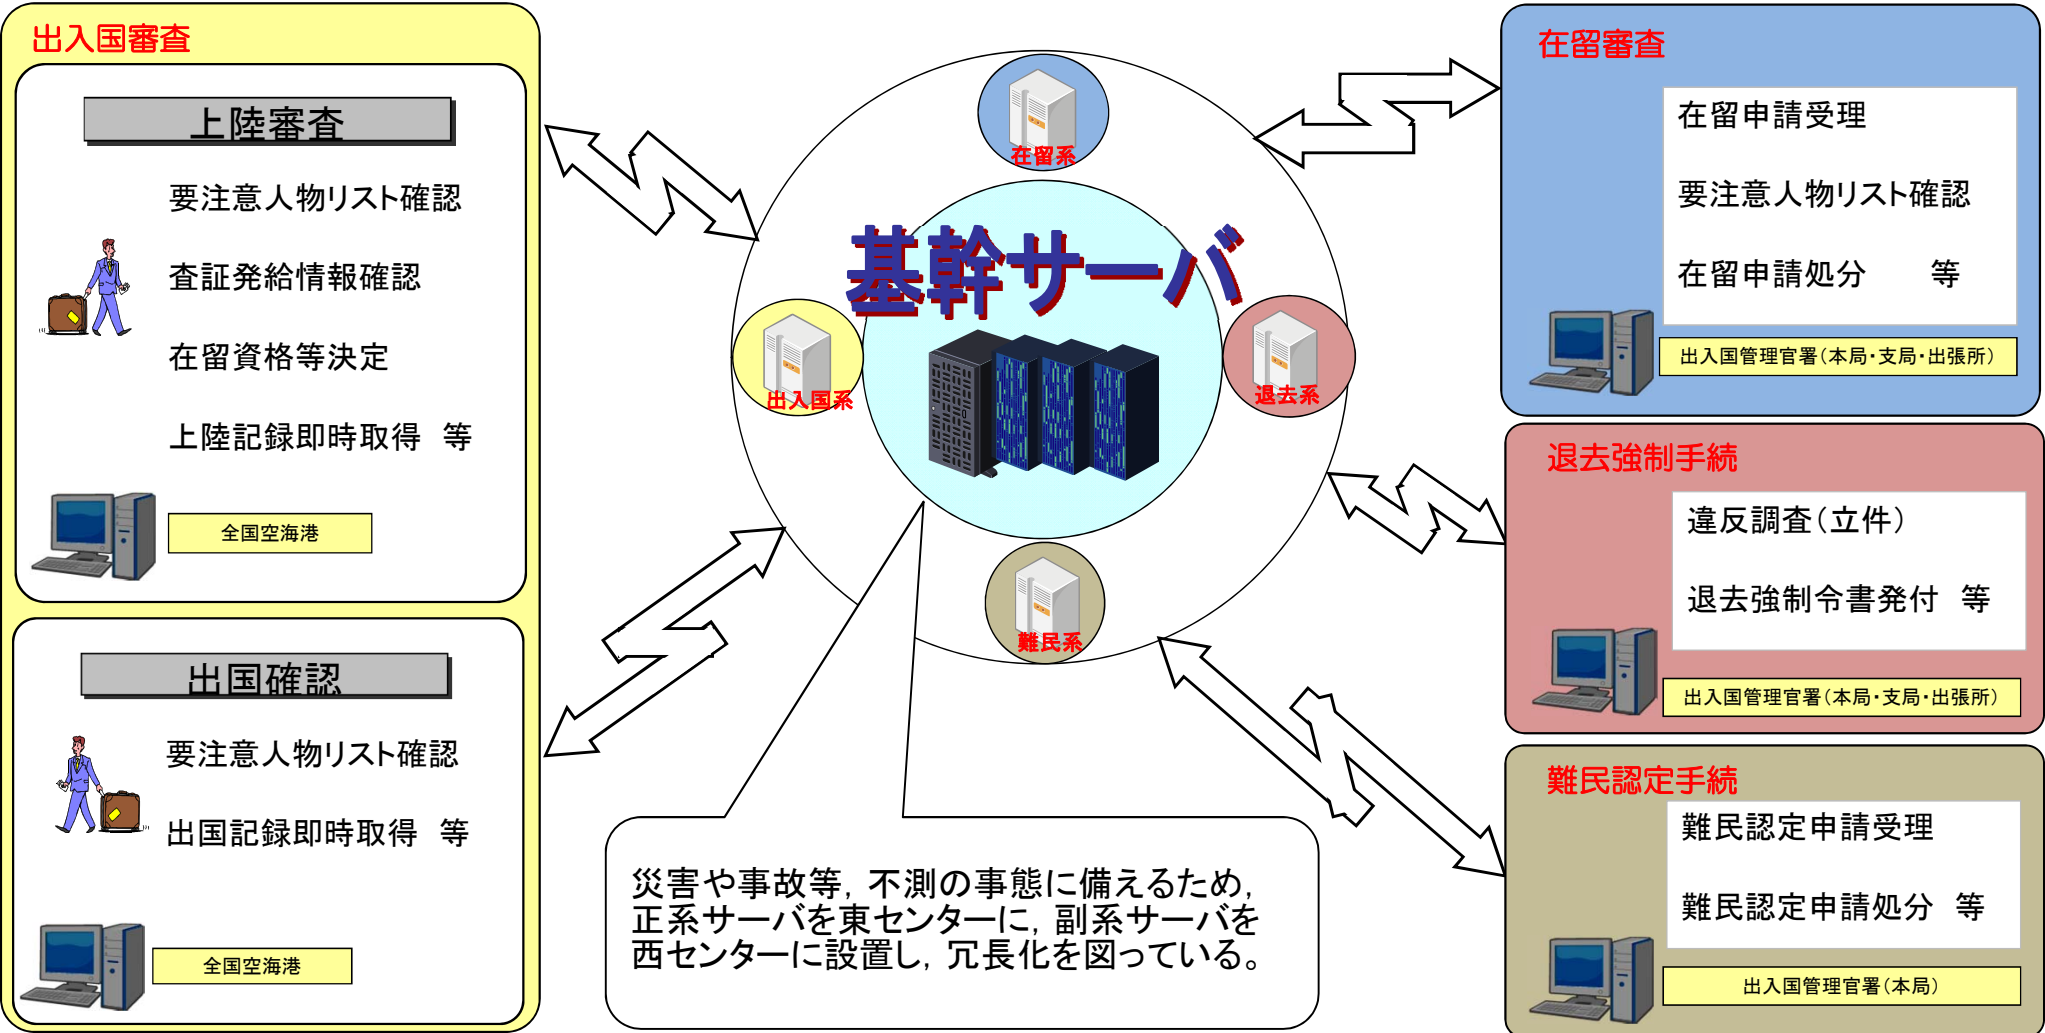 出入国審査
上陸審査
要注意人物リスト確認
査証発給情報確認
在留資格等決定
上陸記録即時取得　等
全国空海港
出国確認
要注意人物リスト確認
出国記録即時取得　等
全国空海港
在留系
基幹サーバ
出入国系
退去系
難民系
災害や事故等，不測の事態に備えるため，
正系サーバを東センターに，副系サーバを
西センターに設置し，冗長化を図っている。
在留審査
在留申請受理
要注意人物リスト確認
在留申請処分　　等
出入国管理官署（本局・支局・出張所）
退去強制手続
違反調査（立件）
退去強制令書発付　等
出入国管理官署（本局・支局・出張所）
難民認定手続
難民認定申請受理
難民認定申請処分　等
出入国管理官署（本局）